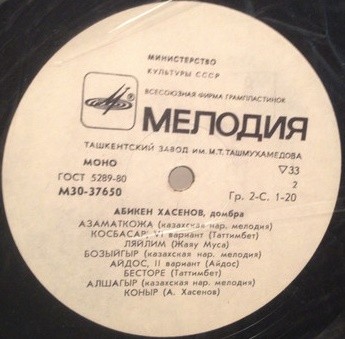 МИНИСТЕРСТВО
КУЛЬТУРЫ СССР
ВСЕСОЮЗНАЯ ФИРМА ГРАМПЛАСТИНОК
МЕЛОДИЯ
ТАШКЕНТСКИЙ ЗАВОД ИМ. М.Т. ТАШМУХАМЕДОВА
МОНО
ГОСТ 5289-80
М30-37650
▽33
2
Гр. 2-С. 1-20
АБИКЕН ХАСЕНОВ, домбра
АЗАМАТКОЖА (казахская нар. мелодия)
КОСБАСАР, VI вариант (Таттимбет)
ЛЯЙЛИМ (Жаяу Муса)
БОЗЫЙГЫР (казахская нар. мелодия)
АЙДОС, II вариант (Айдос)
БЕСТОРЕ (Таттимбет)
АЛШАГЫР (казахская нар. мелодия)
КОНЫР (А. Хасенов)